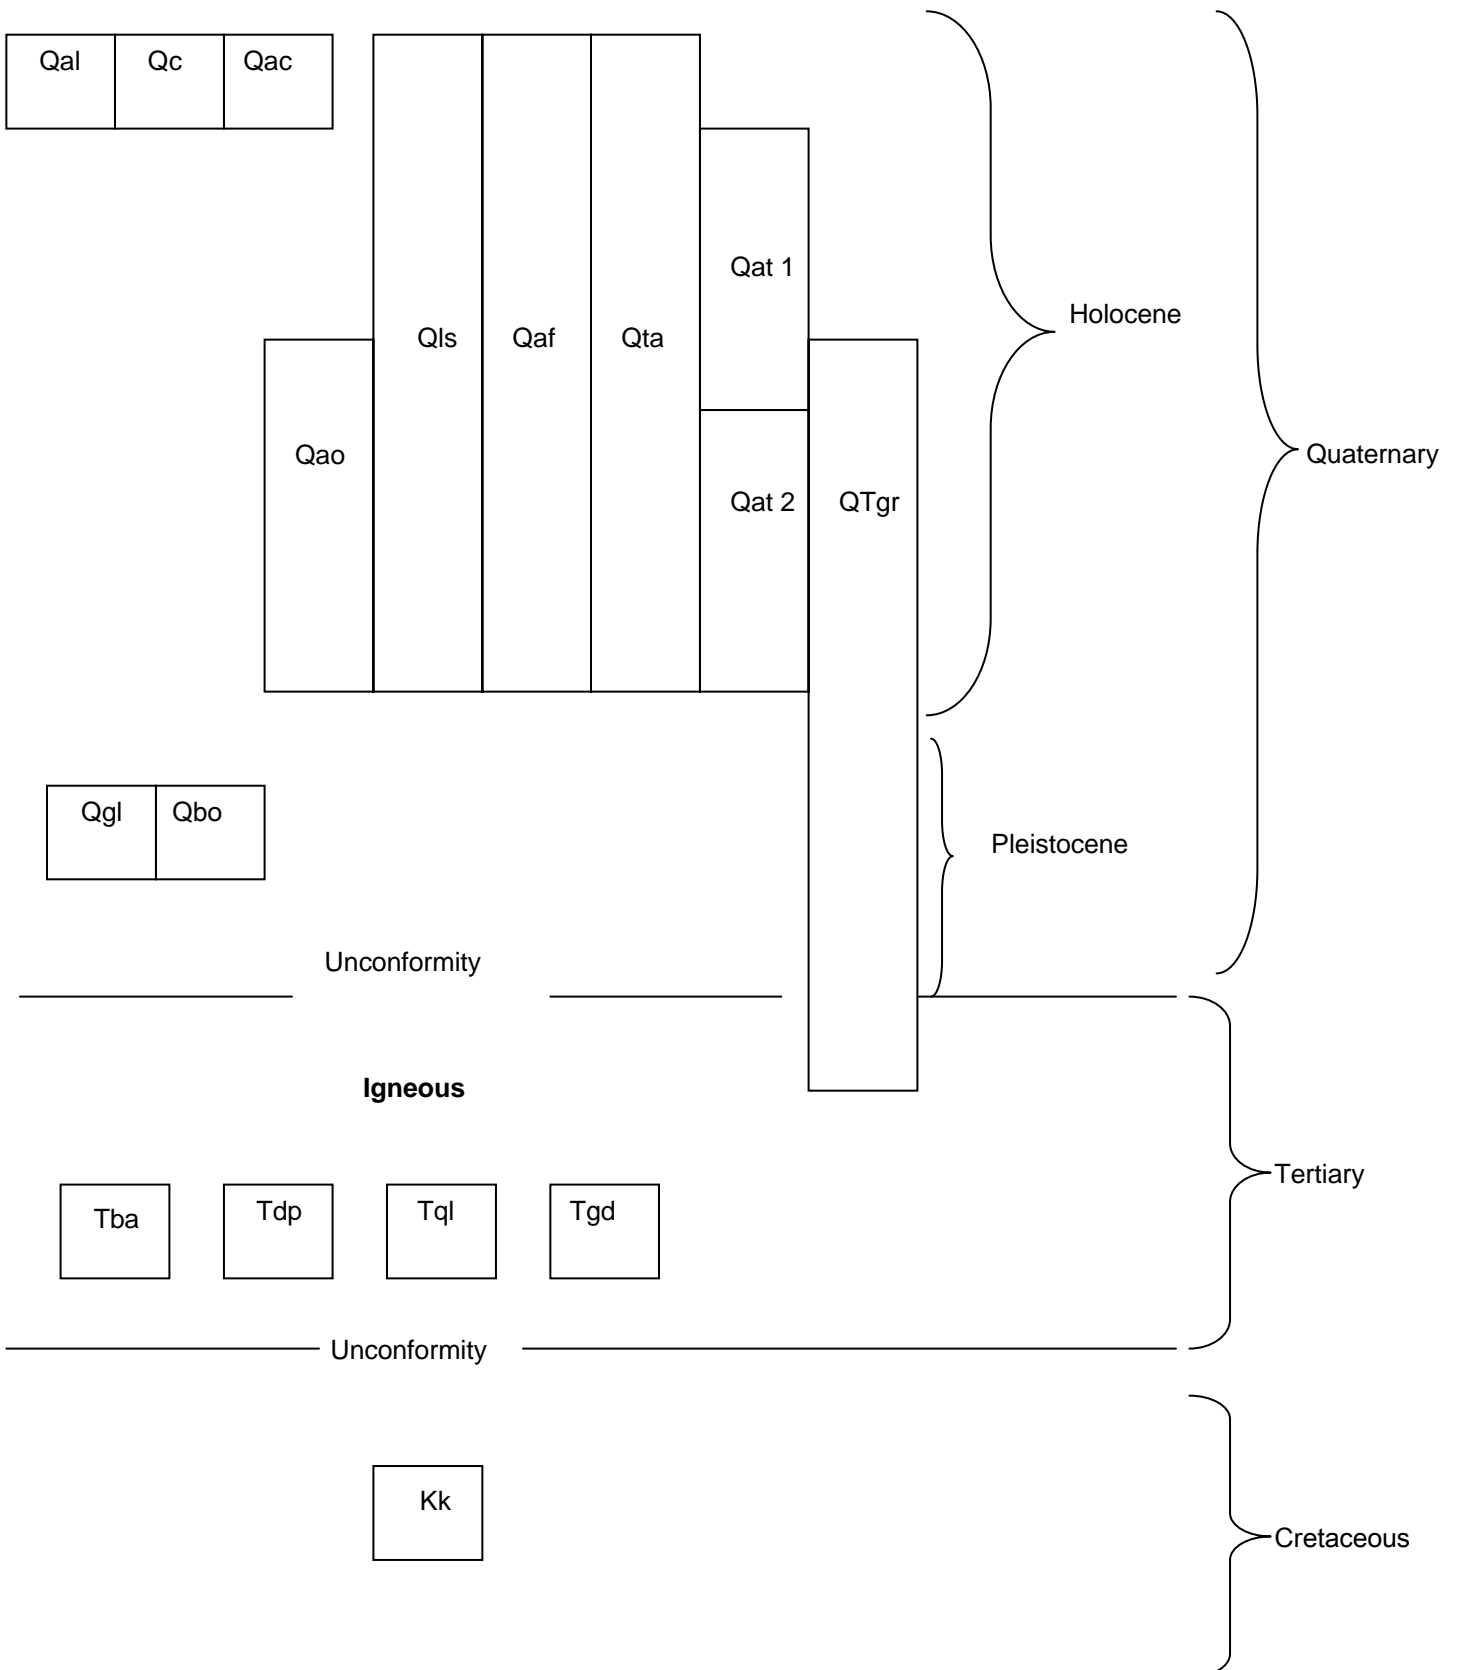 Qal Qc Qac
Qat 1
Holocene
Qls Qaf Qta
Qao
Quaternary
Qat 2 QTgr
Qgl Qbo
Pleistocene
Unconformity
Igneous
Tertiary
Tba Tdp Tql Tgd
Unconformity
Kk
Cretaceous